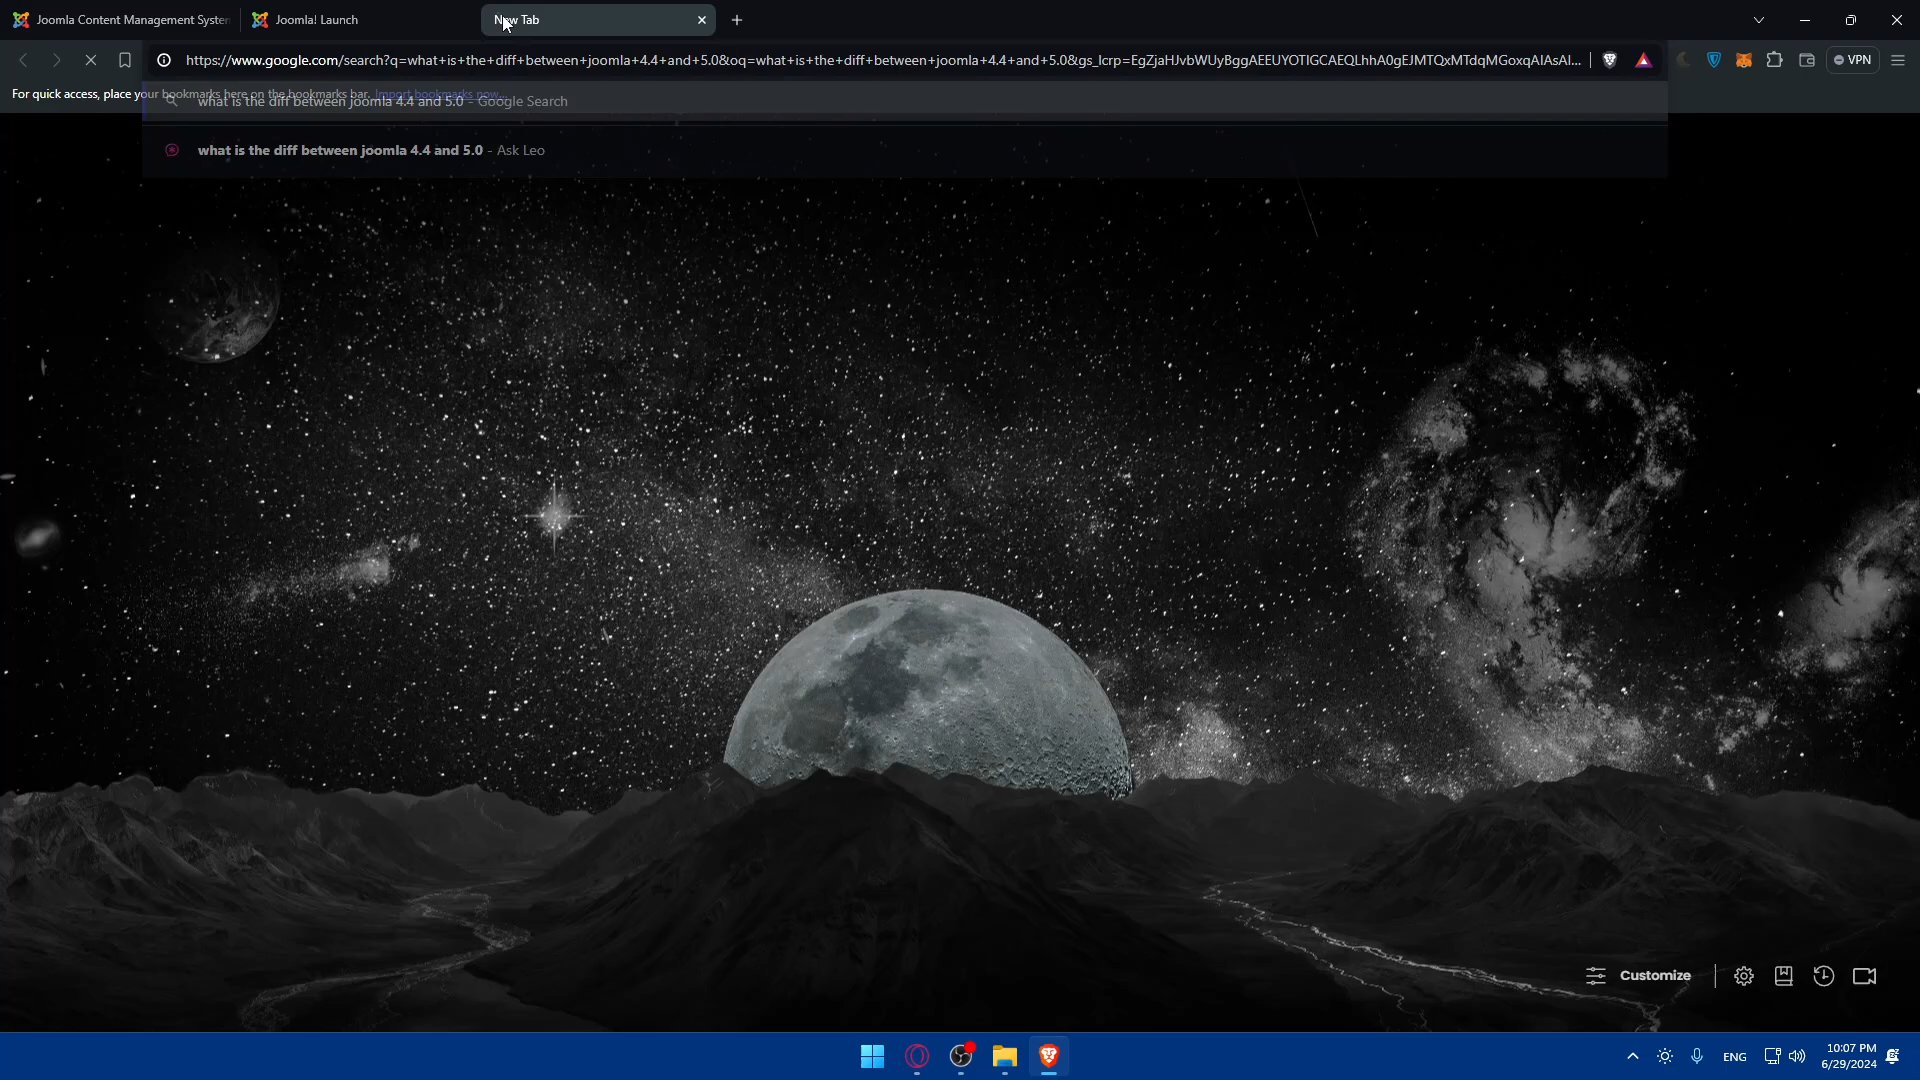 Joomla Content Management System
Joomla! Launch
New Tab
https://www.google.com/search?q=what+is+the+diff+between+joomla+4.4+and+5.0&oq=what+is+the+diff+between+joomla+4.4+and+5.0&gs_lcrp=EgZjaHJvbWUyBggAEEUYOTIGCAEQLhhA0gEJMTQxMTdqMGoxqAIAsAI...
VPN
For quick access, place your bookmarks here on the bookmarks bar. Import bookmarks now...
what is the diff between joomla 4.4 and 5.0 - Google Search
what is the diff between joomla 4.4 and 5.0 - Ask Leo
Customize
ENG
10:07 PM
6/29/2024